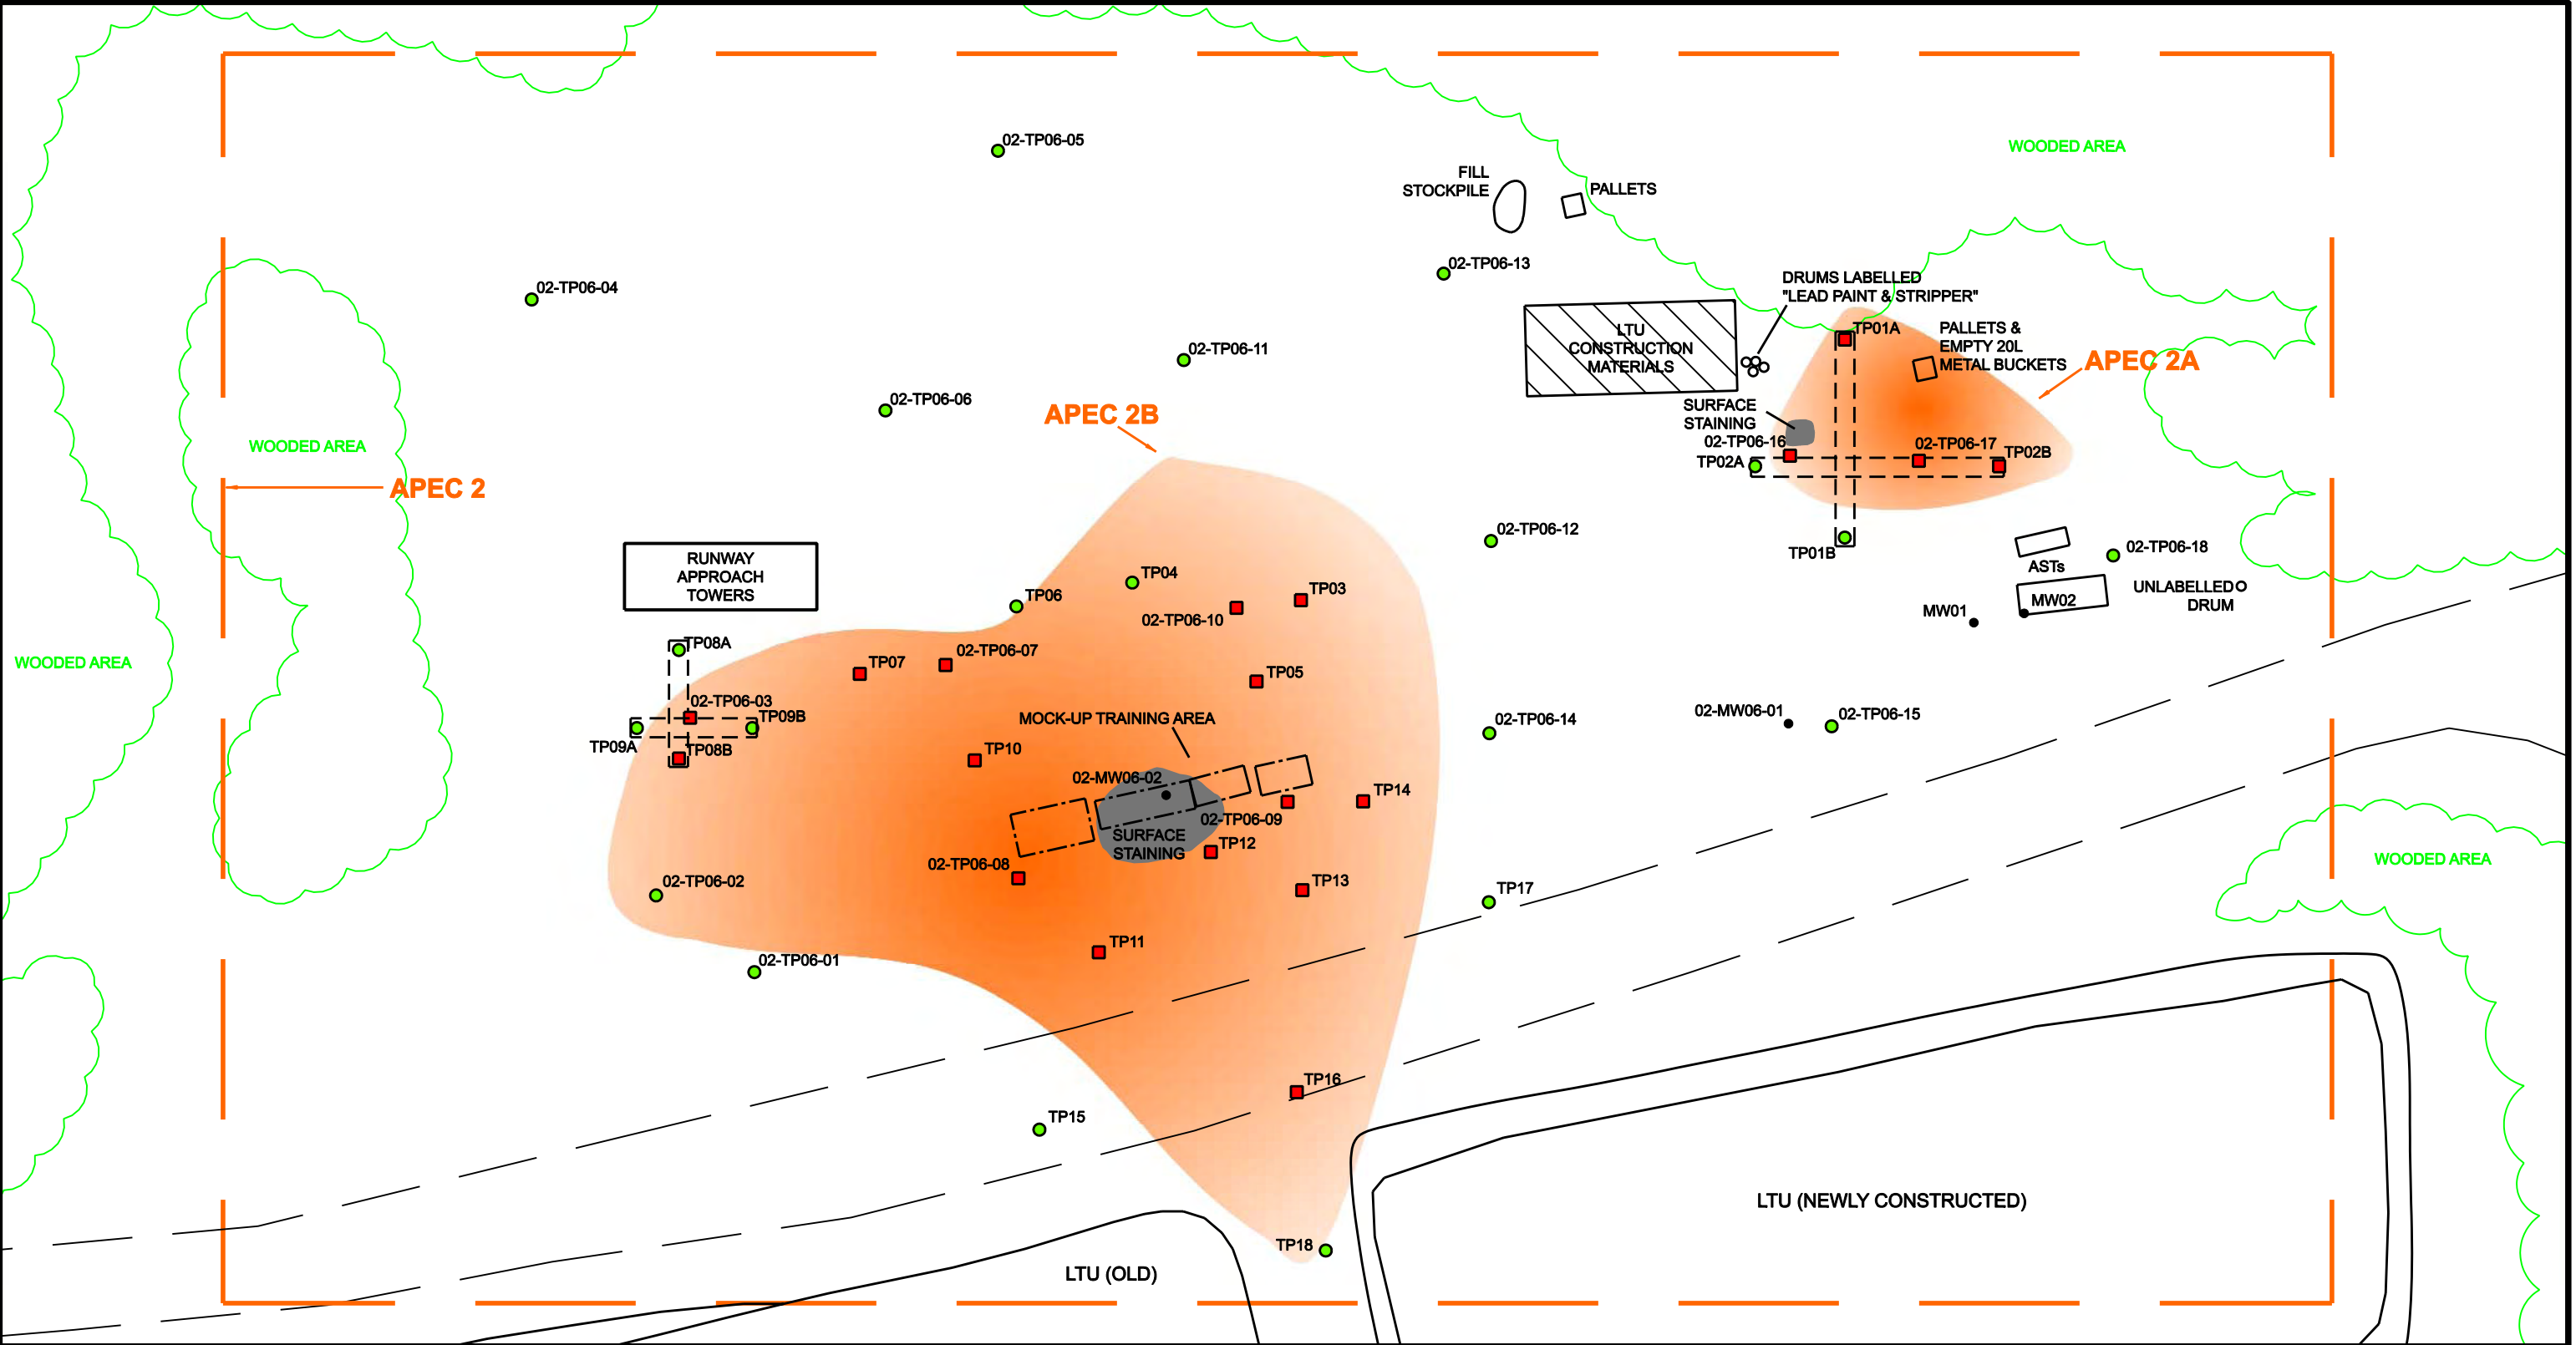 02-TP06-05
WOODED AREA
FILL
STOCKPILE
PALLETS
02-TP06-13
02-TP06-04
DRUMS LABELLED
"LEAD PAINT & STRIPPER"
TP01A
PALLETS &
EMPTY 20L
METAL BUCKETS
APEC 2A
LTU
CONSTRUCTION
MATERIALS
02-TP06-11
02-TP06-06
APEC 2B
SURFACE
STAINING
02-TP06-16
02-TP06-17
TP02A
TP02B
WOODED AREA
APEC 2
02-TP06-12
TP01B
02-TP06-18
ASTs
UNLABELLED
DRUM
MW02
MW01
RUNWAY
APPROACH
TOWERS
TP04
TP03
TP06
02-TP06-10
TP08A
02-TP06-07
TP07
TP05
WOODED AREA
02-TP06-03
TP09B
TP09A
TP08B
MOCK-UP TRAINING AREA
02-TP06-14
02-MW06-01
02-TP06-15
TP10
02-MW06-02
TP14
02-TP06-09
SURFACE
STAINING
TP12
02-TP06-08
WOODED AREA
02-TP06-02
TP13
TP17
TP11
02-TP06-01
TP16
TP15
LTU (NEWLY CONSTRUCTED)
TP18
LTU (OLD)